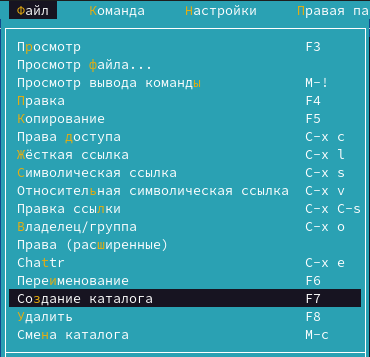 Файл Команда Настройки Правая па
Просмотр F3
Просмотр файла...
Просмотр вывода команды M-!
Правка F4
Копирование F5
Права доступа C-x c
Жёсткая ссылка C-x l
Символическая ссылка C-x s
Относительная символическая ссылка C-x v
Правка ссылки C-x C-s
Владелец/группа C-x o
Права (расширенные)
Chattr C-x e
Переименование F6
Создание каталога F7
Удалить F8
Смена каталога M-c